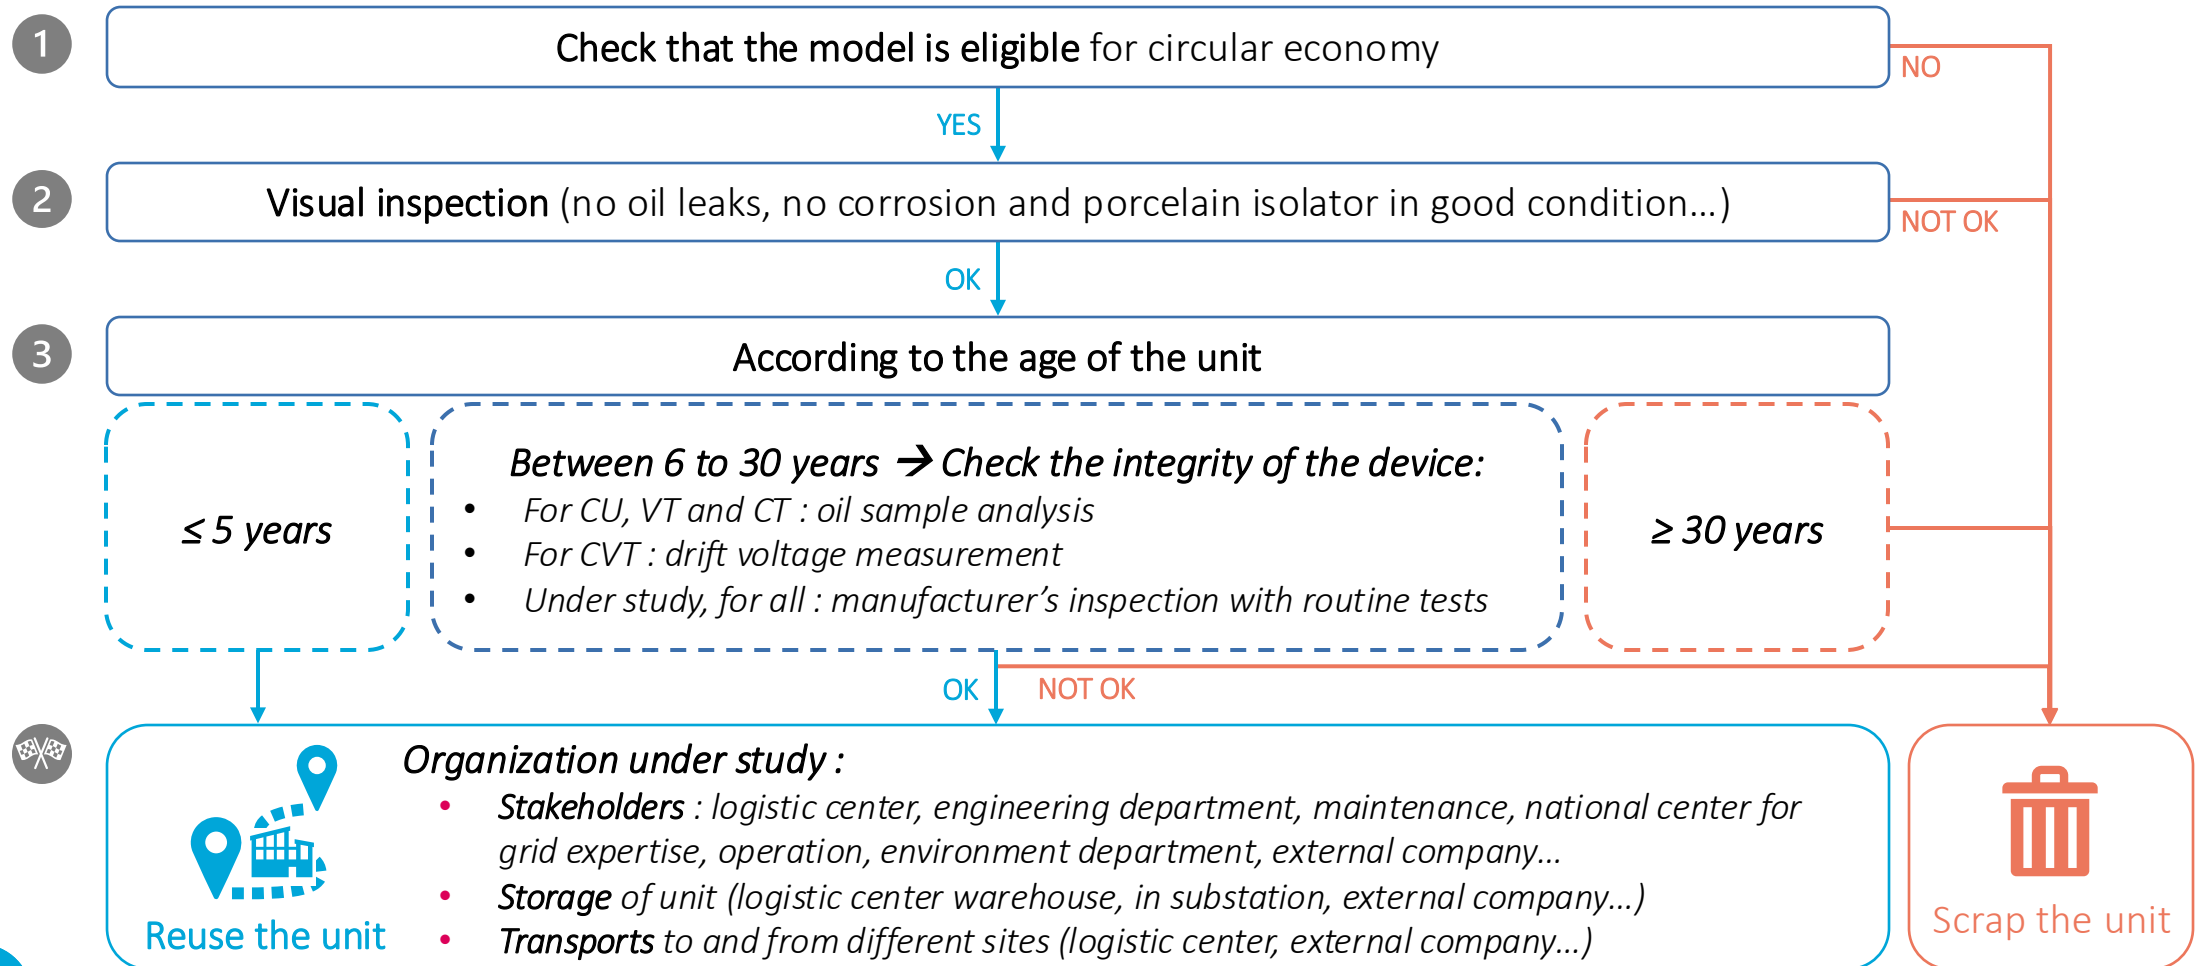 1
Check that the model is eligible for circular economy
NO
YES
2
Visual inspection (no oil leaks, no corrosion and porcelain isolator in good condition...)
NOT OK
OK
3
According to the age of the unit
≤ 5 years
Between 6 to 30 years → Check the integrity of the device:
• For CU, VT and CT : oil sample analysis
• For CVT : drift voltage measurement
• Under study, for all : manufacturer’s inspection with routine tests
≥ 30 years
OK
NOT OK
Organization under study :
• Stakeholders : logistic center, engineering department, maintenance, national center for
grid expertise, operation, environment department, external company...
• Storage of unit (logistic center warehouse, in substation, external company...)
• Transports to and from different sites (logistic center, external company...)
Reuse the unit
Scrap the unit